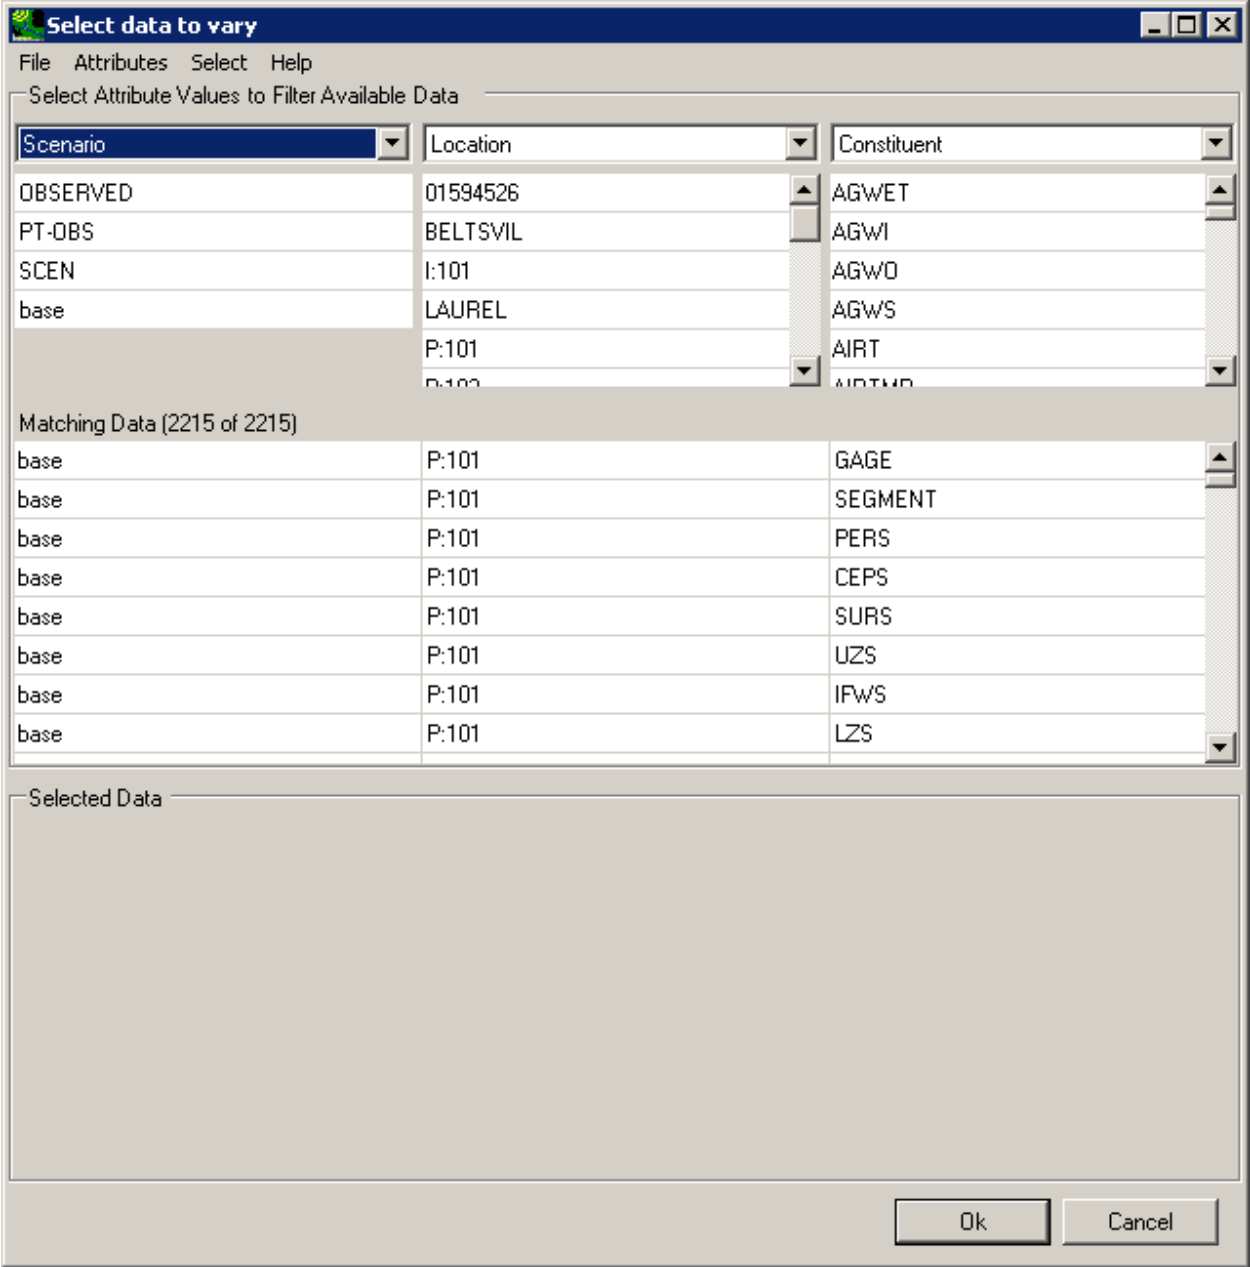 Select data to vary
File Attributes Select Help
Select Attribute Values to Filter Available Data
Scenario Location Constituent
OBSERVED 01594526 AGWET
PT-OBS BELTSVIL AGWI
SCEN I:101 AGWO
base LAUREL AGWS
P:101 AIRT
P:102 AIRTMP
Matching Data (2215 of 2215)
base P:101 GAGE
base P:101 SEGMENT
base P:101 PERS
base P:101 CEPS
base P:101 SURS
base P:101 UZS
base P:101 IFWS
base P:101 LZS
Selected Data
Ok Cancel